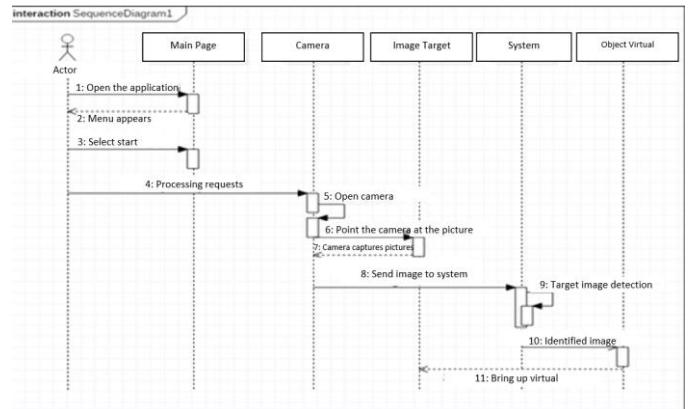 interaction SequenceDiagram1
Main Page
Camera
Image Target
System
Object Virtual
Actor
1: Open the application
2: Menu appears
3: Select start
4: Processing requests
5: Open camera
6: Point the camera at the picture
7: Camera captures pictures
8: Send image to system
9: Target image detection
10: Identified image
11: Bring up virtual